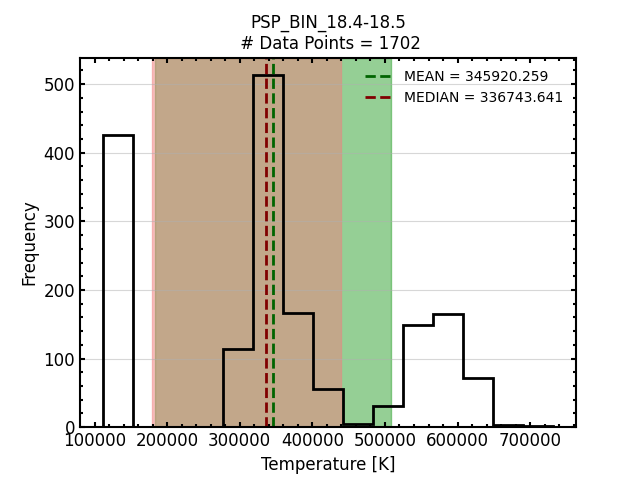 PSP_BIN_18.4-18.5
# Data Points = 1702
MEAN = 345920.259
MEDIAN = 336743.641
500
400
300
200
100
0
Frequency
100000 200000 300000 400000 500000 600000 700000
Temperature [K]